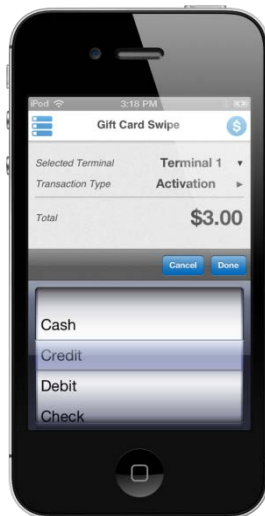 iPod 3:18 PM
Gift Card Swipe $
Selected Terminal Terminal 1
Transaction Type Activation
Total $3.00
Cancel Done
Cash
Credit
Debit
Check